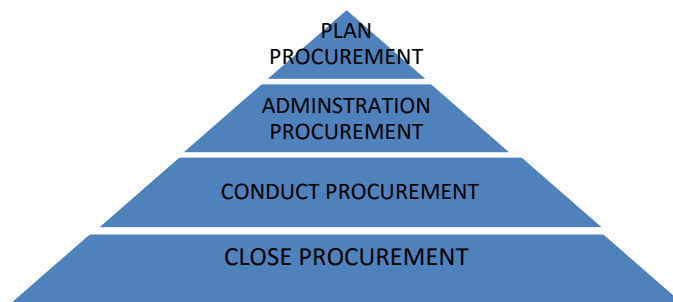 PLAN
PROCUREMENT
ADMINSTRATION
PROCUREMENT
CONDUCT PROCUREMENT
CLOSE PROCUREMENT